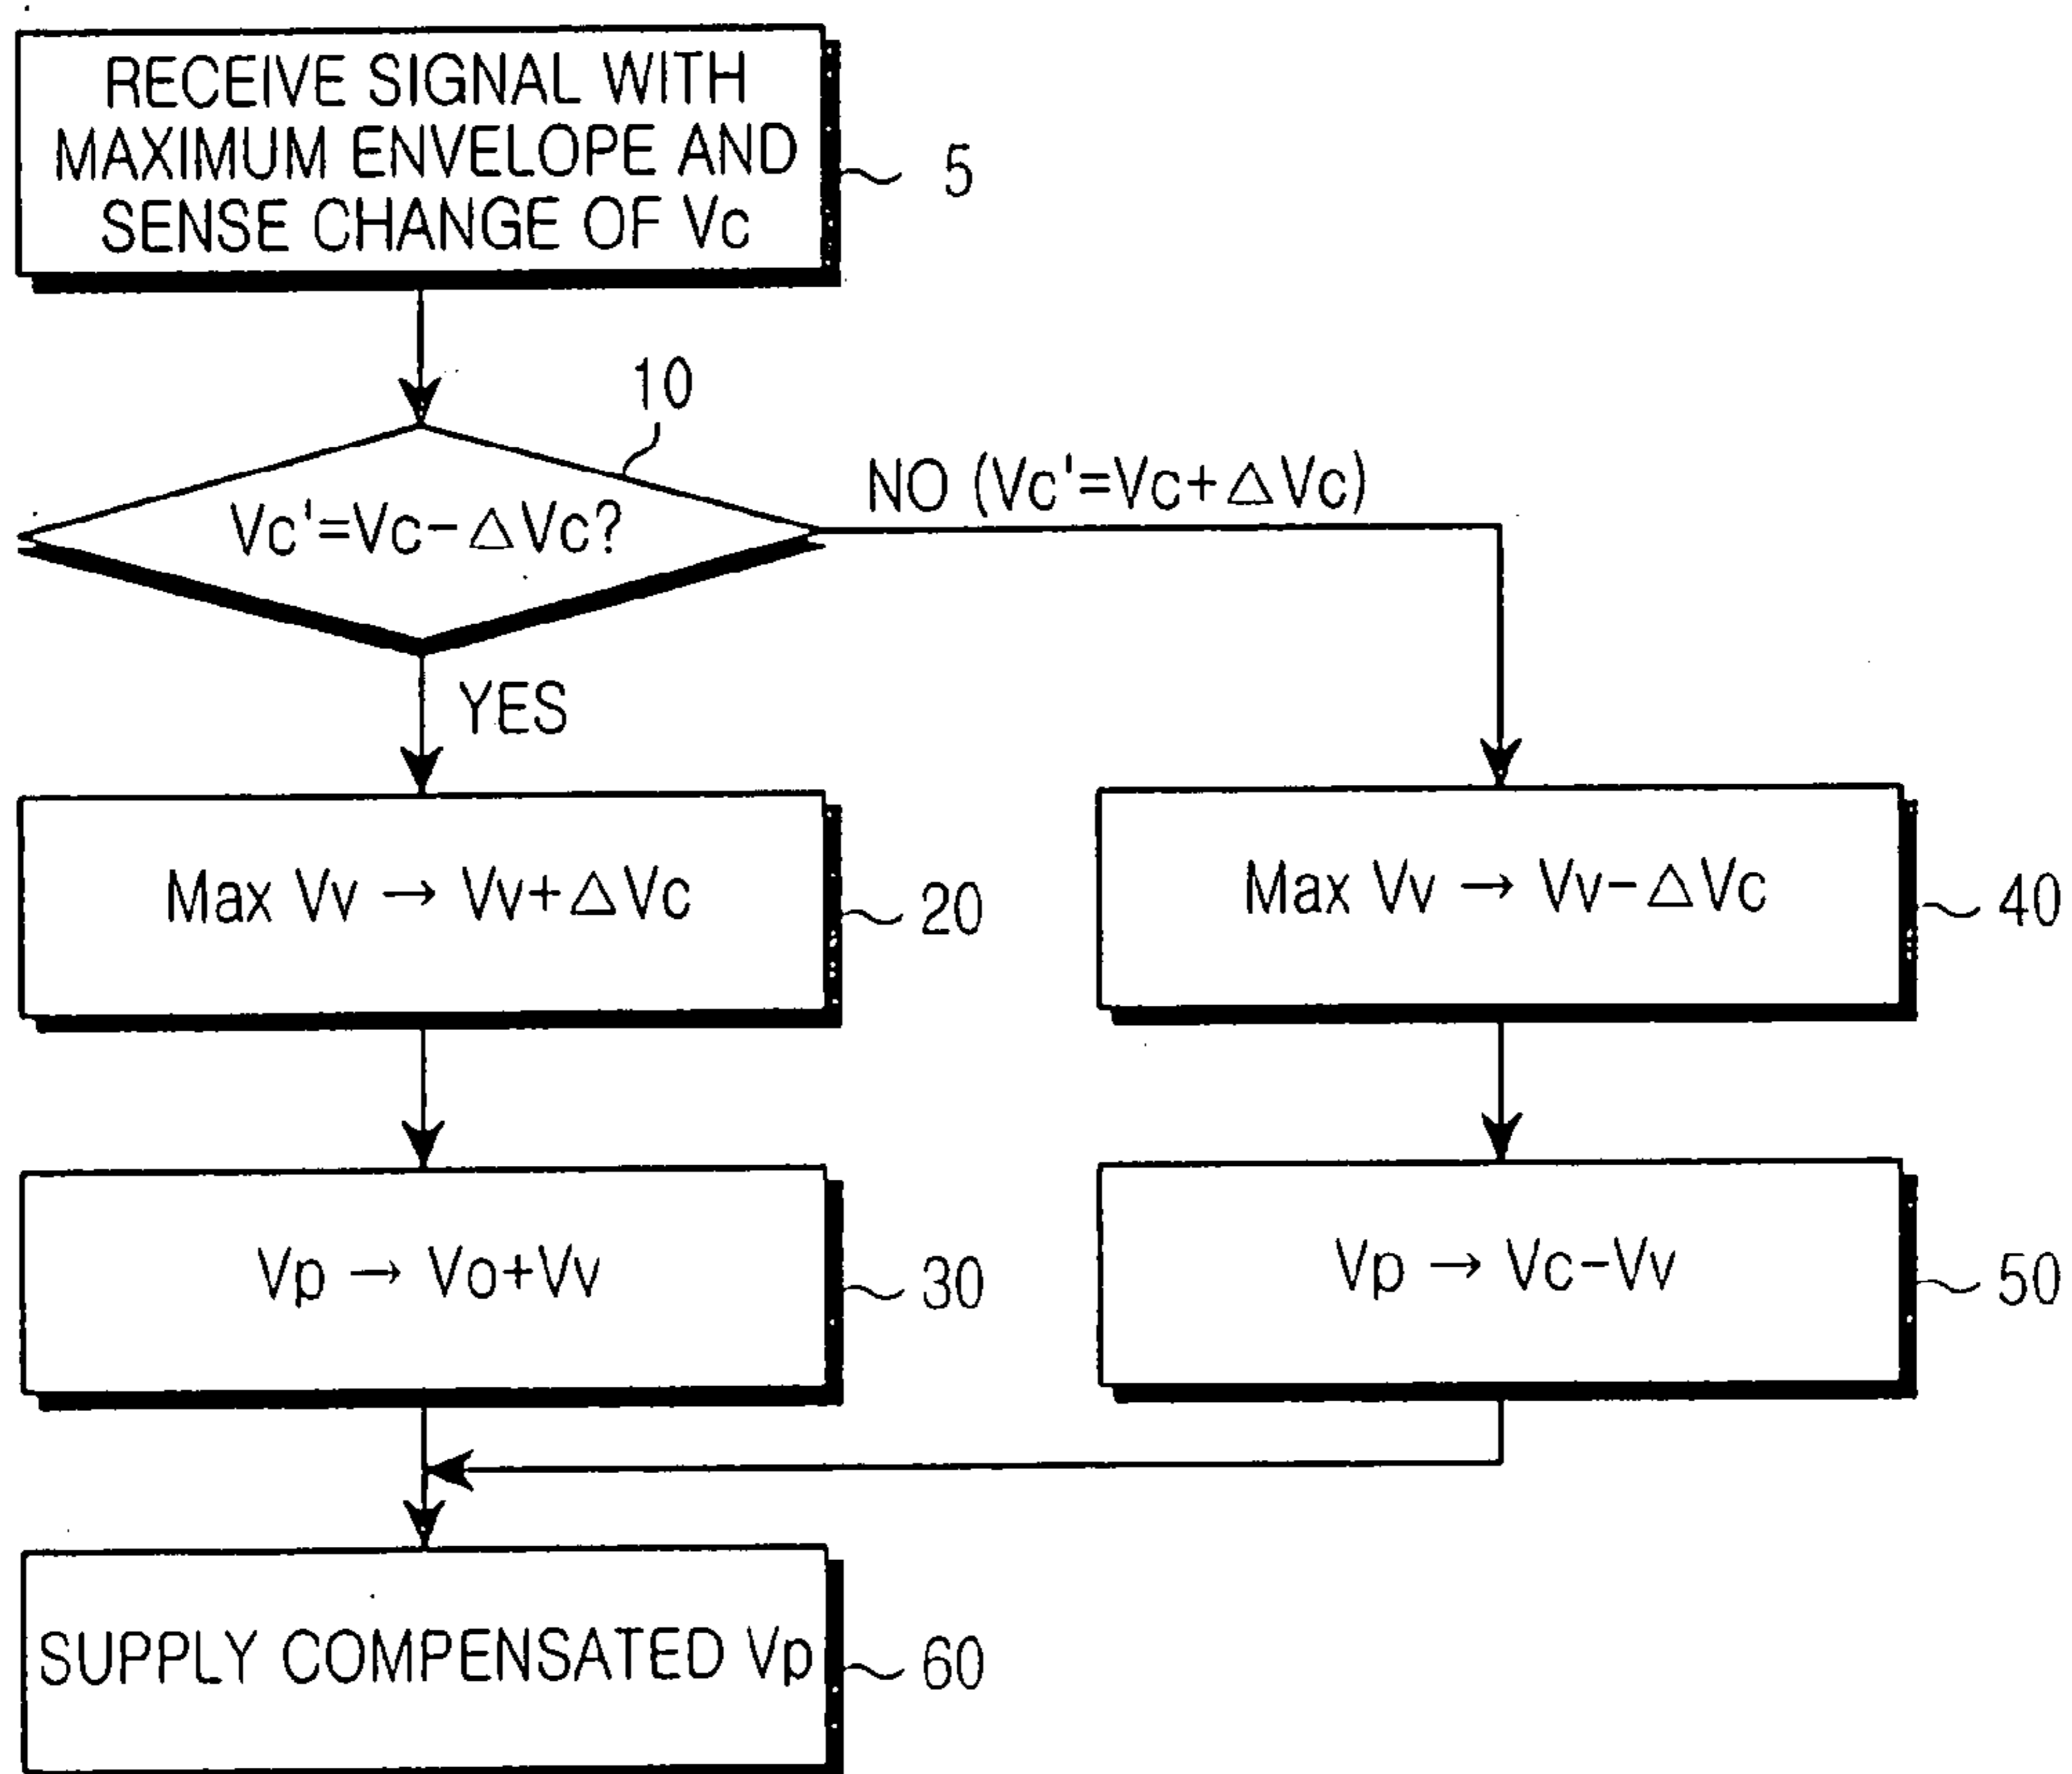 RECEIVE SIGNAL WITH
MAXIMUM ENVELOPE AND
SENSE CHANGE OF Vc
5
10
Vc'=Vc-△Vc?
NO (Vc'=Vc+△Vc)
YES
Max Vv → Vv+△Vc
20
Max Vv → Vv-△Vc
40
Vp → Vo+Vv
30
Vp → Vc-Vv
50
SUPPLY COMPENSATED Vp
60